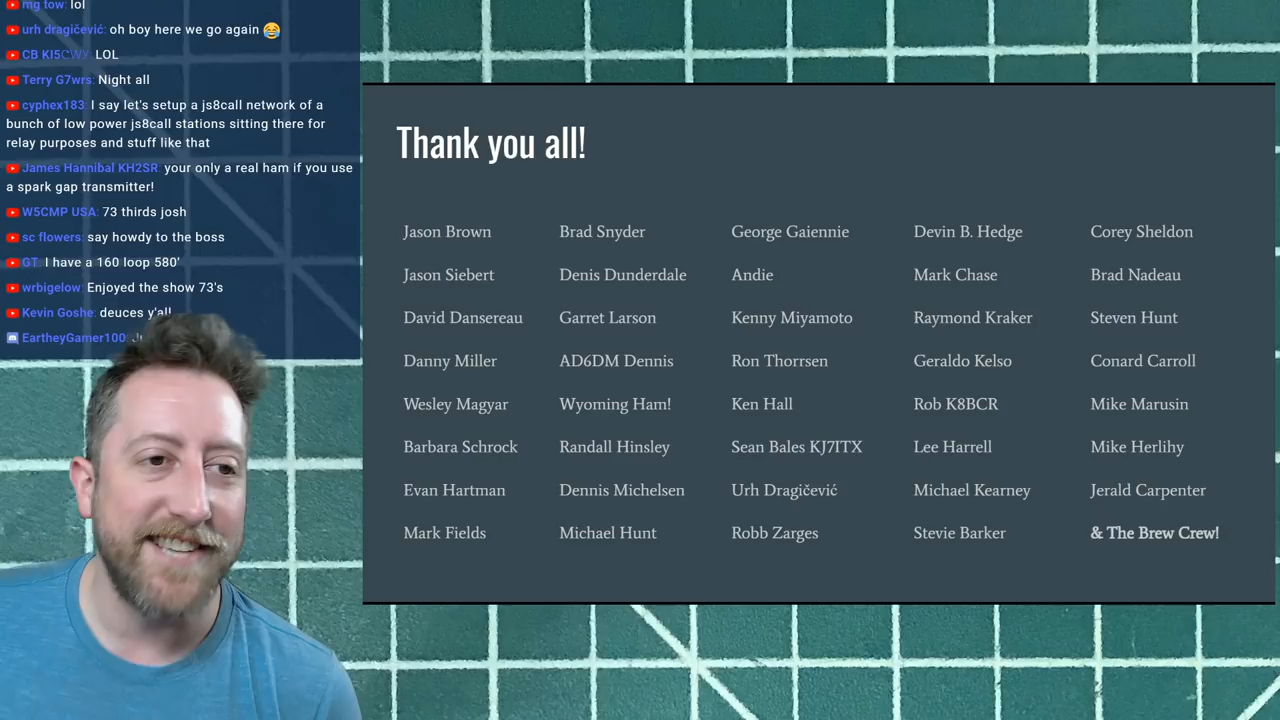 mg tow: lol
urh dragičević: oh boy here we go again 😂
CB KI5CWY: LOL
Terry G7wrs: Night all
cyphex183: I say let's setup a js8call network of a
bunch of low power js8call stations sitting there for
relay purposes and stuff like that
James Hannibal KH2SR: your only a real ham if you use
a spark gap transmitter!
W5CMP USA: 73 thirds josh
sc flowers: say howdy to the boss
GT: I have a 160 loop 580'
wrbigelow: Enjoyed the show 73's
Kevin Goshe: deuces y'all
EartheyGamer100:
Thank you all!
Jason Brown
Jason Siebert
David Dansereau
Danny Miller
Wesley Magyar
Barbara Schrock
Evan Hartman
Mark Fields
Brad Snyder
Denis Dunderdale
Garret Larson
AD6DM Dennis
Wyoming Ham!
Randall Hinsley
Dennis Michelsen
Michael Hunt
George Gaiennie
Andie
Kenny Miyamoto
Ron Thorrsen
Ken Hall
Sean Bales KJ7ITX
Urh Dragičević
Robb Zarges
Devin B. Hedge
Mark Chase
Raymond Kraker
Geraldo Kelso
Rob K8BCR
Lee Harrell
Michael Kearney
Stevie Barker
Corey Sheldon
Brad Nadeau
Steven Hunt
Conard Carroll
Mike Marusin
Mike Herlihy
Jerald Carpenter
& The Brew Crew!